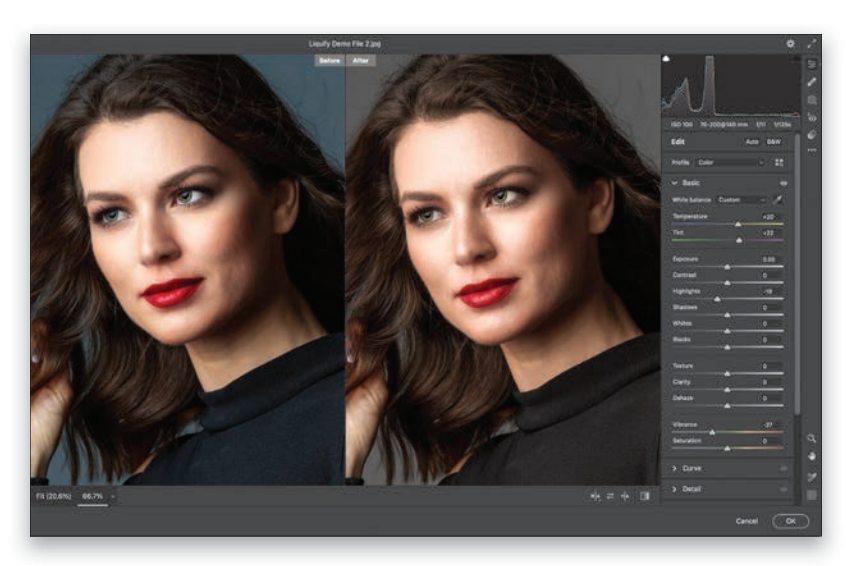 Liquify Demo File 2.jpg
Before After
ISO 100 70-200@140 mm f/11 1/125s
Edit Auto B&W
Profile Color
Basic
White balance Custom
Temperature +20
Tint +22
Exposure 0.00
Contrast 0
Highlights -19
Shadows 0
Whites 0
Blacks 0
Texture 0
Clarity 0
Dehaze 0
Vibrance -27
Saturation 0
Curve
Detail
Fit (20.6%) 66.7%
Cancel OK